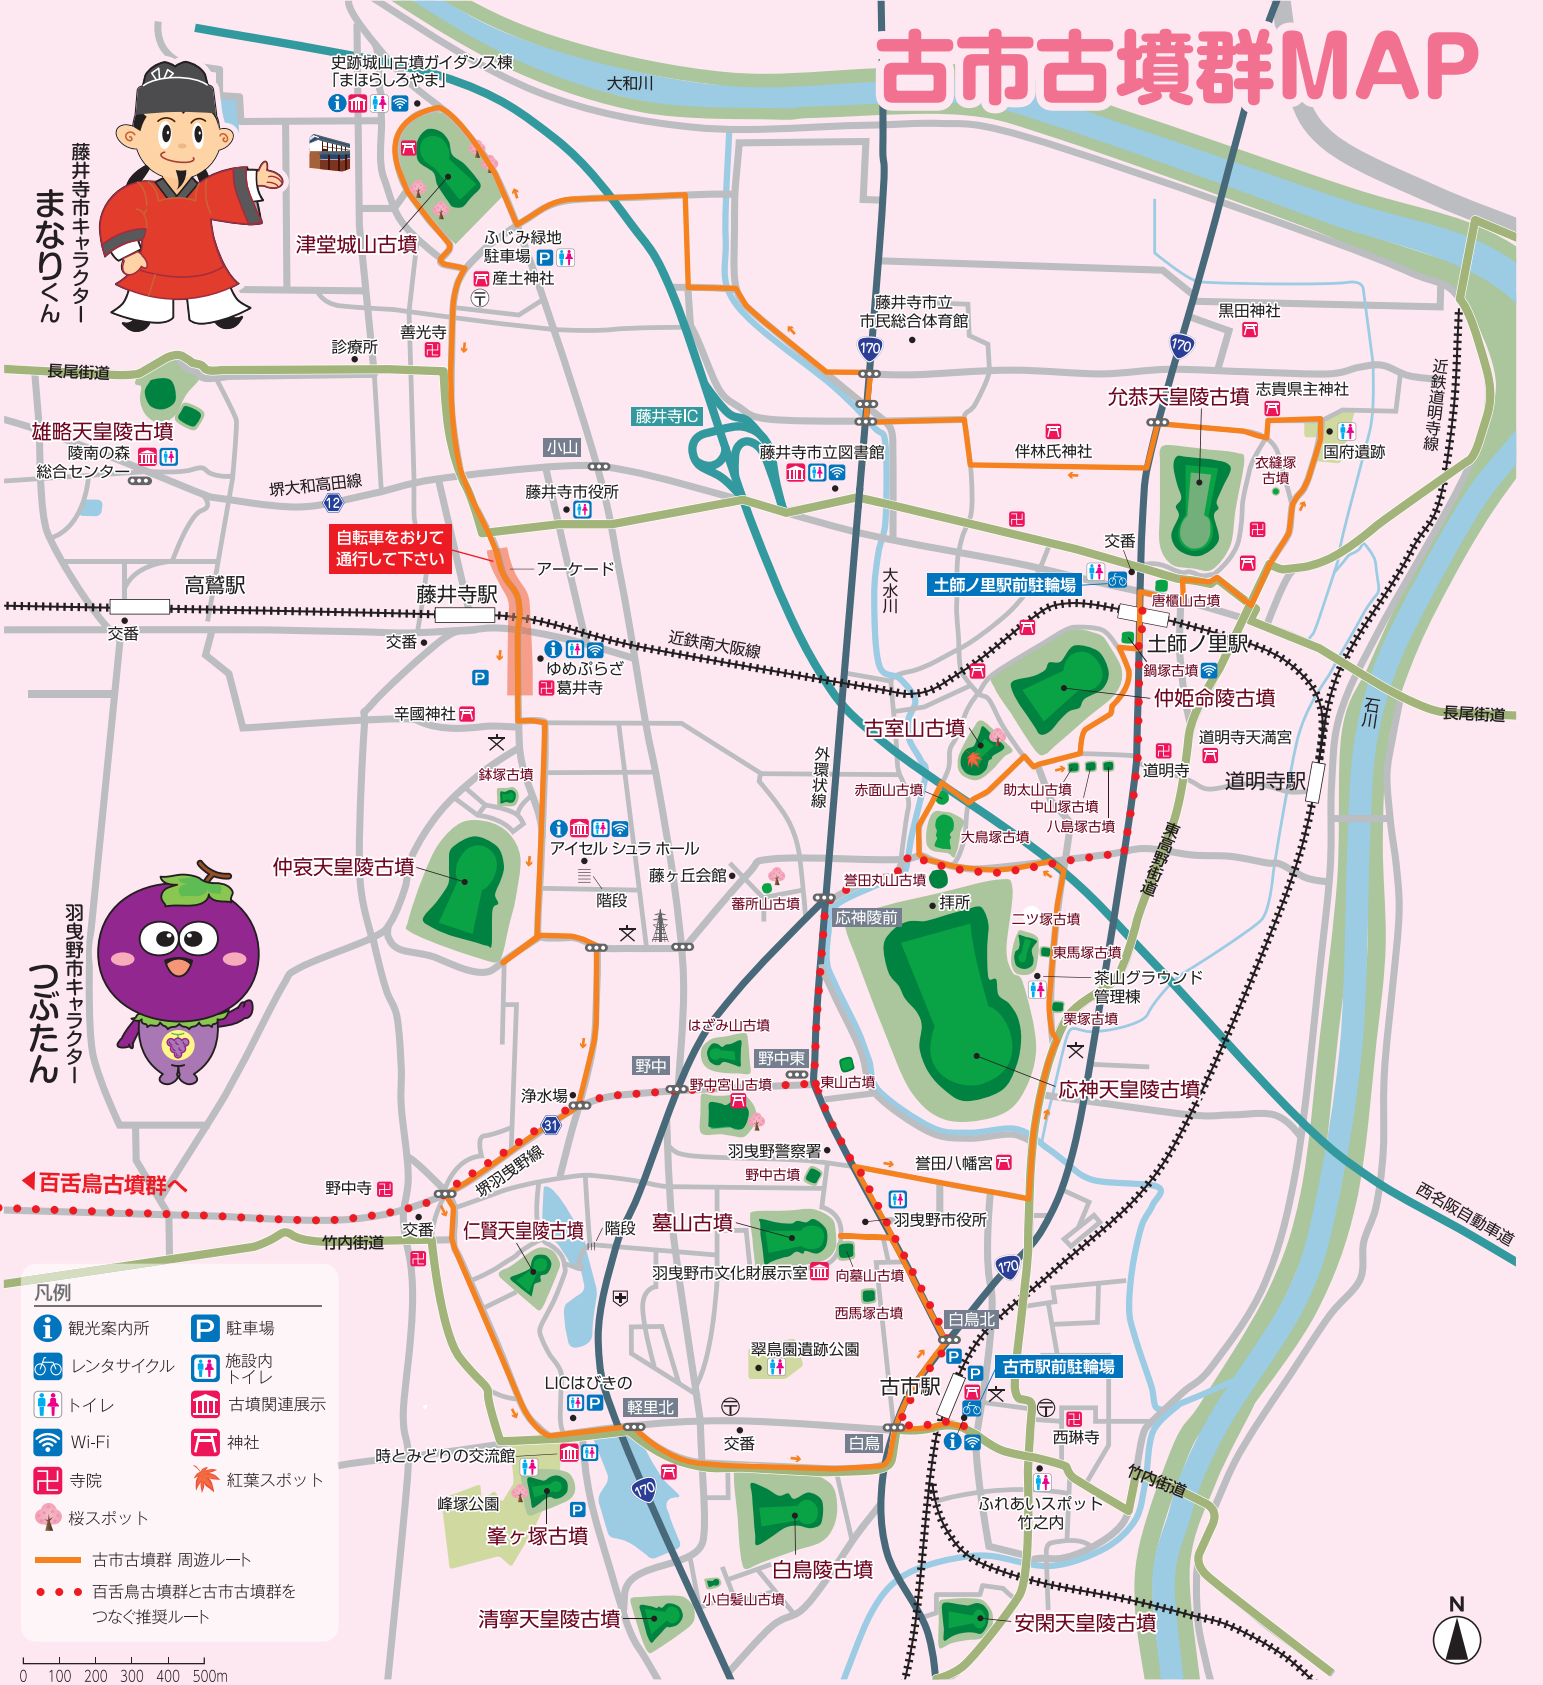 古市古墳群MAP
史跡城山古墳ガイダンス棟
「まほらしろやま」
大和川
藤井寺市キャラクター
まなりくん
津堂城山古墳
ふじみ緑地
駐車場
P
産土神社
〒
善光寺
診療所
長尾街道
雄略天皇陵古墳
陵南の森
総合センター
堺大和高田線
12
小山
藤井寺IC
藤井寺市役所
藤井寺市立図書館
藤井寺市立
市民総合体育館
170
170
黒田神社
近鉄道明寺線
允恭天皇陵古墳
志貴県主神社
国府遺跡
衣縫塚
古墳
伴林氏神社
自転車をおりて
通行して下さい
アーケード
高鷲駅
交番
藤井寺駅
交番
P
ゆめぷらざ
葛井寺
辛國神社
近鉄南大阪線
大水川
交番
土師ノ里駅前駐輪場
唐櫃山古墳
土師ノ里駅
鍋塚古墳
仲姫命陵古墳
古室山古墳
道明寺天満宮
道明寺
道明寺駅
石川
長尾街道
外環状線
赤面山古墳
助太山古墳
中山塚古墳
八島塚古墳
大鳥塚古墳
東高野街道
鉢塚古墳
仲哀天皇陵古墳
アイセル シュラ ホール
階段
藤ヶ丘会館
蕃所山古墳
誉田丸山古墳
応神陵前
拝所
二ツ塚古墳
東馬塚古墳
茶山グラウンド
管理棟
栗塚古墳
応神天皇陵古墳
羽曳野市キャラクター
つぶたん
はざみ山古墳
野中
野中東
野中宮山古墳
東山古墳
浄水場
31
堺羽曳野線
羽曳野警察署
野中古墳
誉田八幡宮
百舌鳥古墳群へ
野中寺
交番
竹内街道
仁賢天皇陵古墳
階段
墓山古墳
羽曳野市役所
羽曳野市文化財展示室
向墓山古墳
西馬塚古墳
170
西名阪自動車道
白鳥北
翠鳥園遺跡公園
P
P
古市駅前駐輪場
古市駅
LICはびきの
P
軽里北
〒
交番
白鳥
〒
西琳寺
時とみどりの交流館
峰塚公園
P
峯ヶ塚古墳
170
白鳥陵古墳
小白髪山古墳
清寧天皇陵古墳
ふれあいスポット
竹之内
竹内街道
安閑天皇陵古墳
凡例
観光案内所
P 駐車場
レンタサイクル
施設内
トイレ
トイレ
古墳関連展示
Wi-Fi
神社
寺院
紅葉スポット
桜スポット
古市古墳群 周遊ルート
百舌鳥古墳群と古市古墳群を
つなぐ推奨ルート
0 100 200 300 400 500m
N